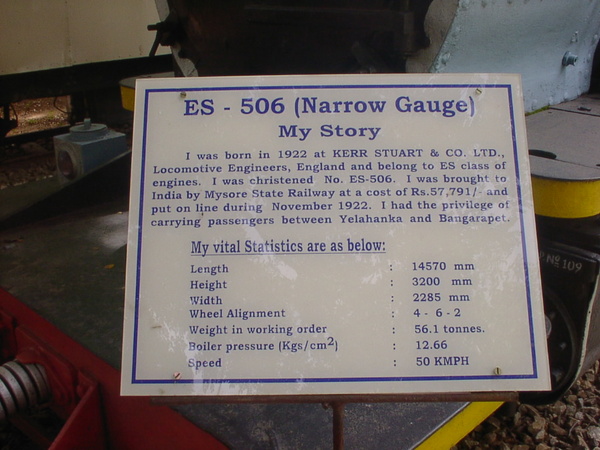 ES - 506 (Narrow Gauge)
My Story
I was born in 1922 at KERR STUART & CO. LTD.,
Locomotive Engineers, England and belong to ES class of
engines. I was christened No. ES-506. I was brought to
India by Mysore State Railway at a cost of Rs.57,791/- and
put on line during November 1922. I had the privilege of
carrying passengers between Yelahanka and Bangarapet.
My vital Statistics are as below:
Length : 14570 mm
Height : 3200 mm
Width : 2285 mm
Wheel Alignment : 4 - 6 - 2
Weight in working order : 56.1 tonnes.
Boiler pressure (Kgs/cm2) : 12.66
Speed : 50 KMPH
No 109